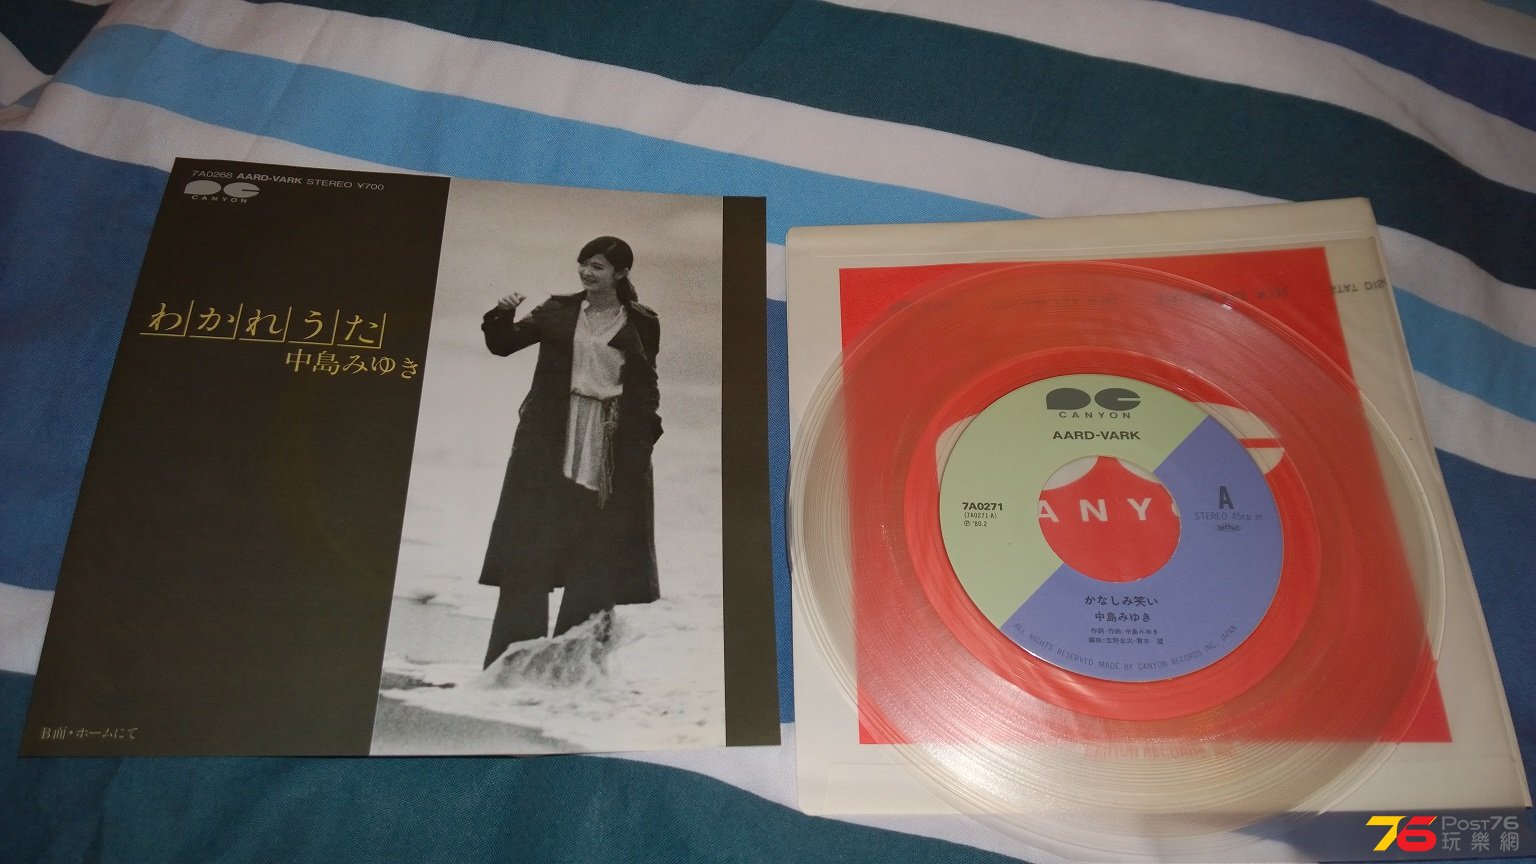 7A0268 AARD-VARK STEREO ¥700
CANYON
わかれうた
中島みゆき
B面・ホームにて
CANYON
AARD-VARK
7A0271
(7A0271-A)
Ⓟ '80.2
A
STEREO 45r.p.m.
ANY
かなしみ笑い
中島みゆき
作詞・作曲:中島みゆき
ALL RIGHTS RESERVED MADE BY CANYON RECORDS INC. JAPAN
76 POST76
玩樂網